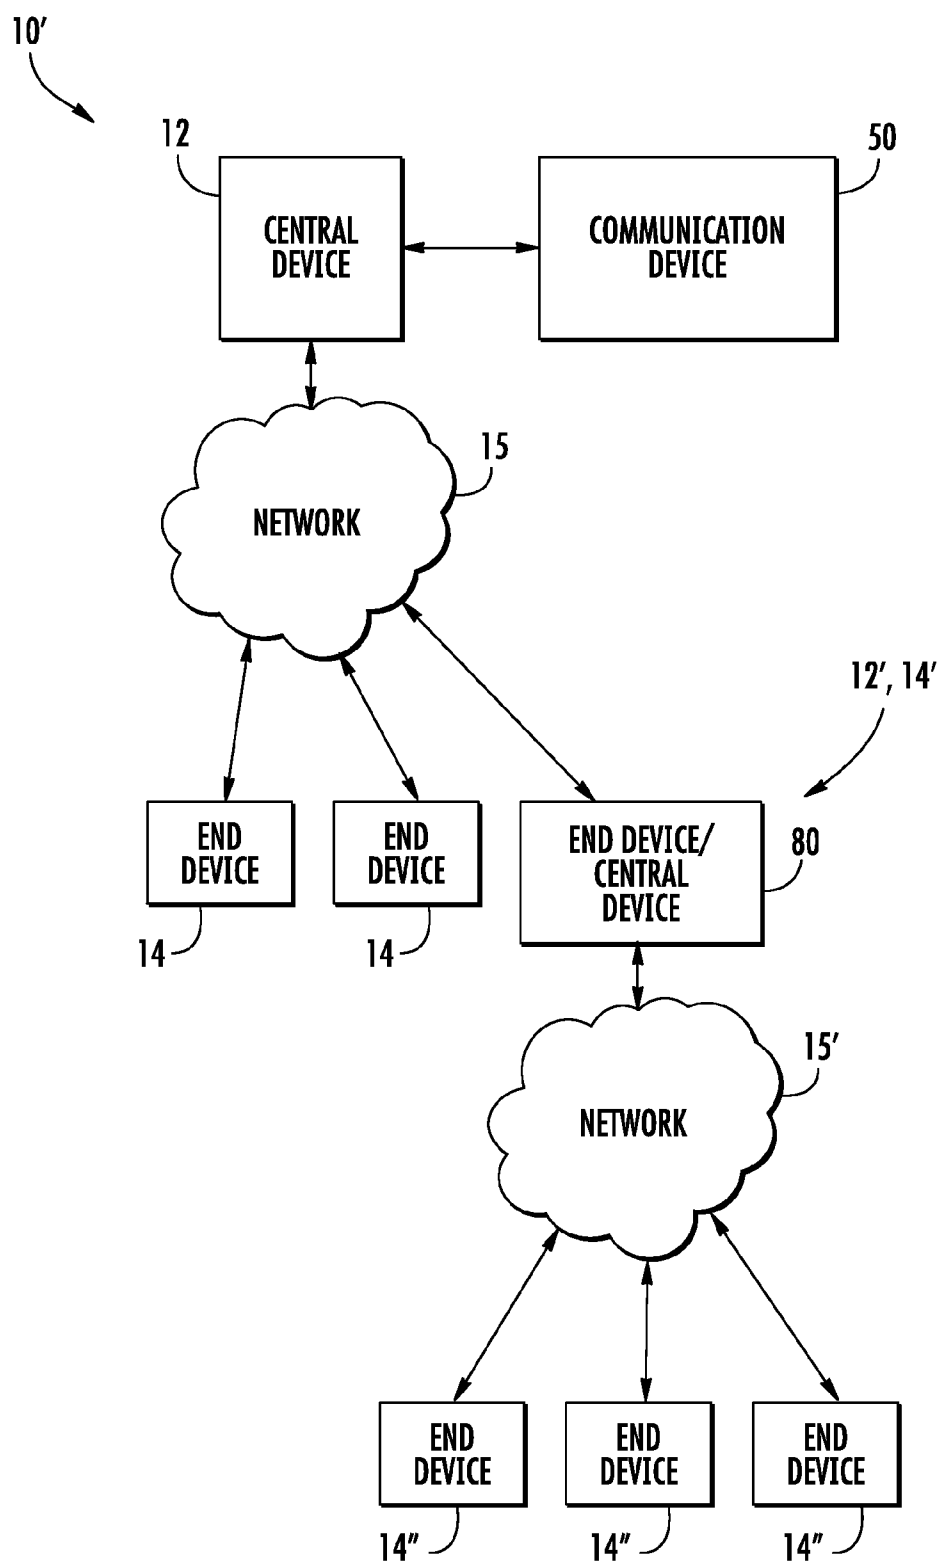 10′
12
50
CENTRAL
DEVICE
COMMUNICATION
DEVICE
15
NETWORK
12′, 14′
END
DEVICE
END
DEVICE
80
END DEVICE/
CENTRAL
DEVICE
14
14
15′
NETWORK
END
DEVICE
END
DEVICE
END
DEVICE
14″
14″
14″